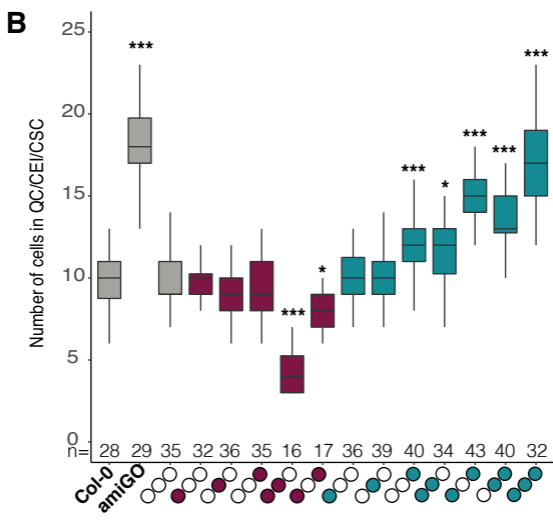 B
Number of cells in QC/CEI/CSC
25
20
15
10
5
0
***
***
*
***
*
***
***
***
n= 28 29 35 32 36 35 16 17 36 39 40 34 43 40 32
Col-0
amiGO